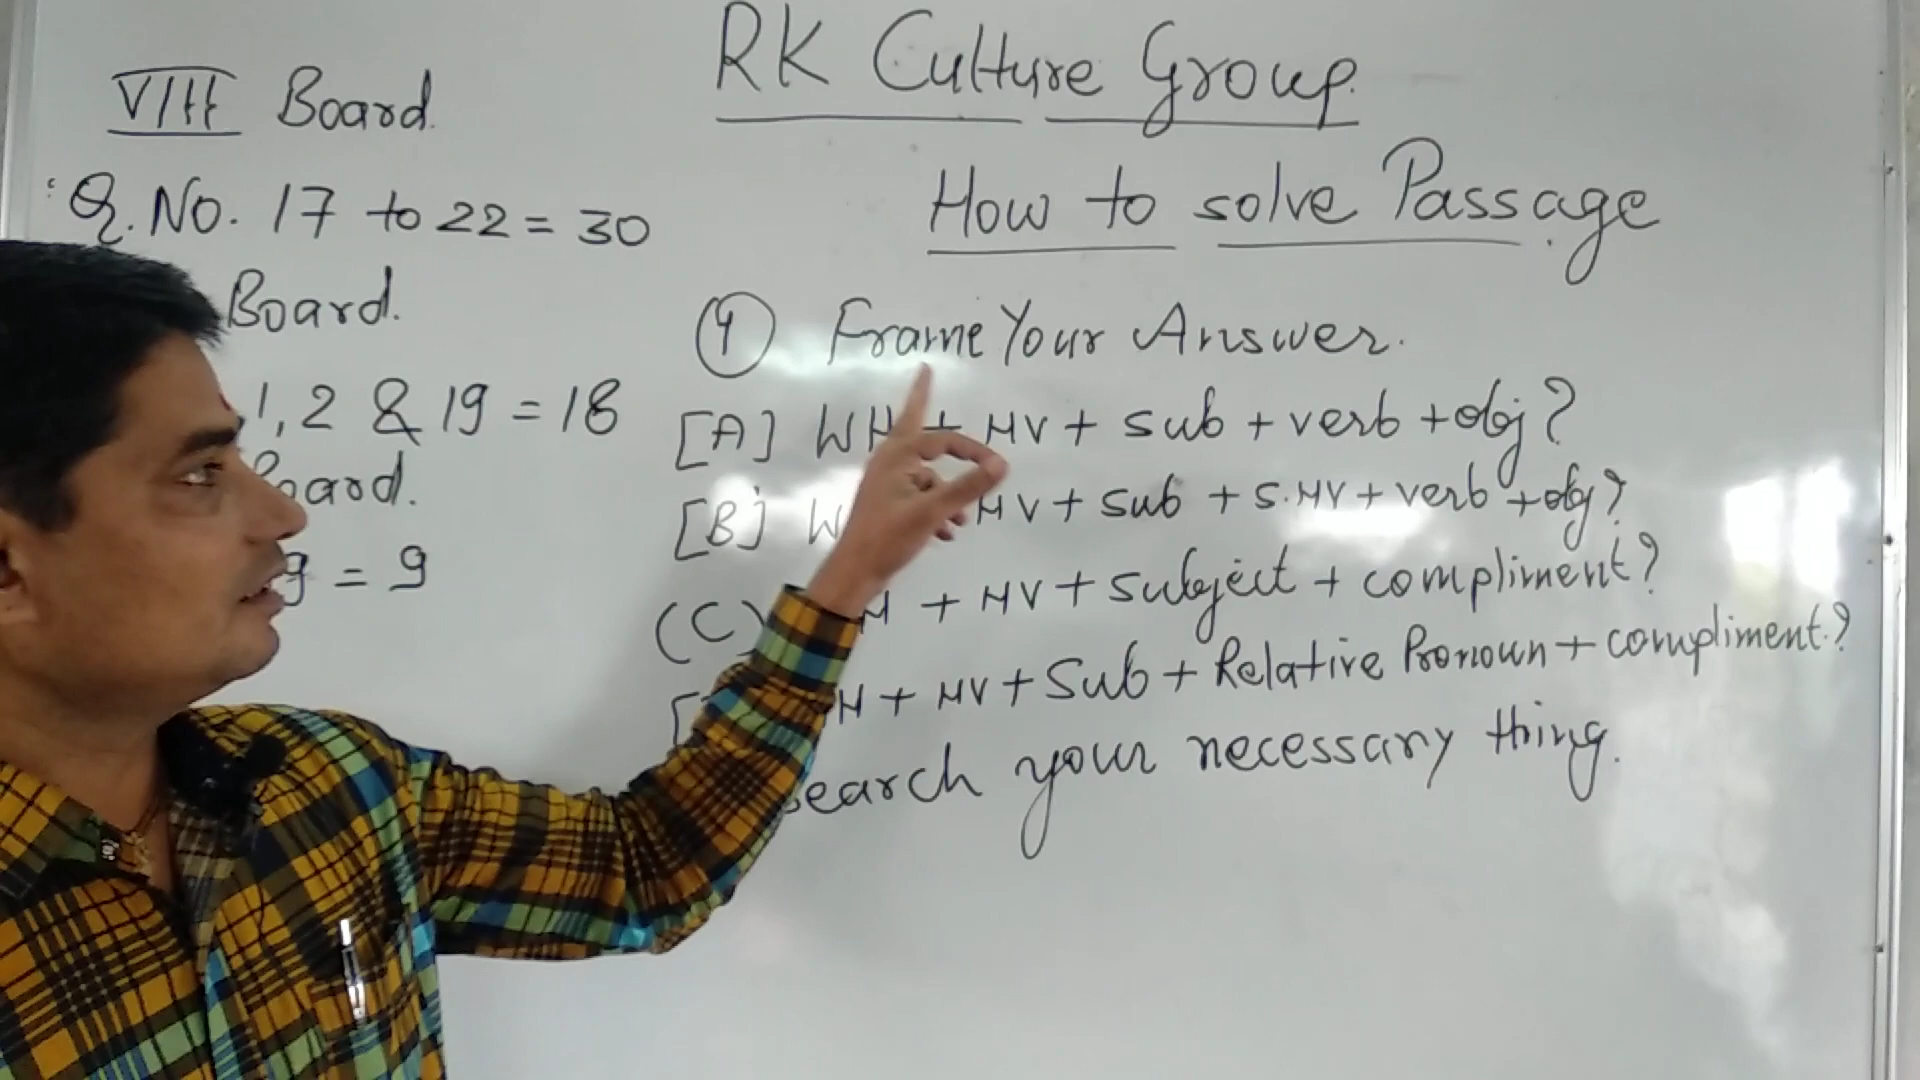 RK Culture Group
How to solve Passage
VIII Board.
Q. No. 17 to 22 = 30
Board.
1, 2 & 19 = 18
Board.
9 = 9
4 Frame Your Answer.
[A] WH + HV + sub + verb + obj?
[B] W HV + sub + S.HV + verb + obj?
(C) H + HV + subject + compliment?
[ H + HV + Sub + Relative Pronoun + compliment.?
search your necessary thing.